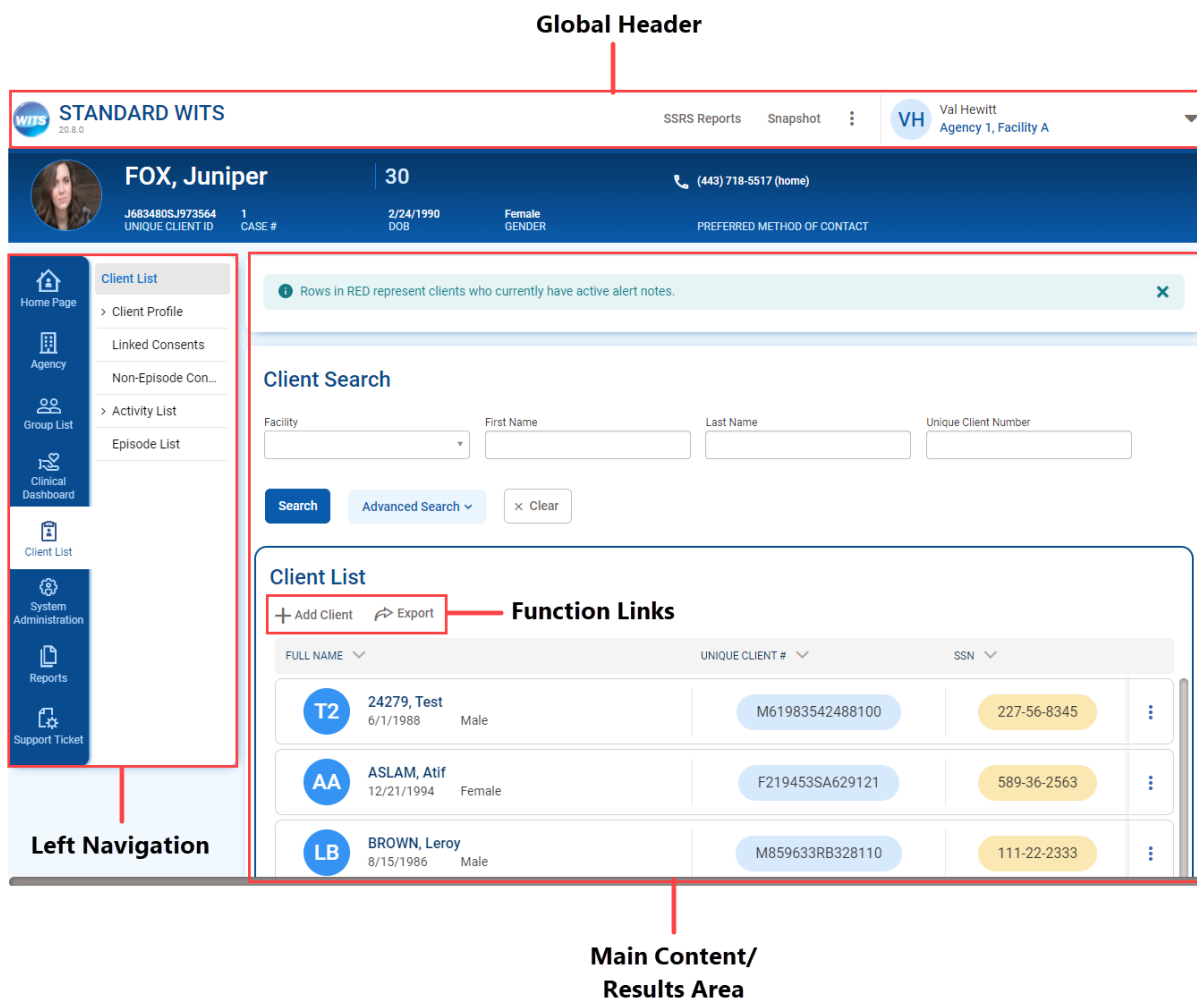 Global Header
WITS
STANDARD WITS
20.8.0
SSRS Reports
Snapshot
VH
Val Hewitt
Agency 1, Facility A
FOX, Juniper
30
(443) 718-5517 (home)
J683480SJ973564
1
2/24/1990
Female
UNIQUE CLIENT ID
CASE #
DOB
GENDER
PREFERRED METHOD OF CONTACT
Home Page
Agency
Group List
Clinical
Dashboard
Client List
System
Administration
Reports
Support Ticket
Client List
Client Profile
Linked Consents
Non-Episode Con...
Activity List
Episode List
Left Navigation
Rows in RED represent clients who currently have active alert notes.
Client Search
Facility
First Name
Last Name
Unique Client Number
Search
Advanced Search
Clear
Client List
Add Client
Export
Function Links
FULL NAME
UNIQUE CLIENT #
SSN
T2
24279, Test
6/1/1988
Male
M61983542488100
227-56-8345
AA
ASLAM, Atif
12/21/1994
Female
F219453SA629121
589-36-2563
LB
BROWN, Leroy
8/15/1986
Male
M859633RB328110
111-22-2333
Main Content/
Results Area